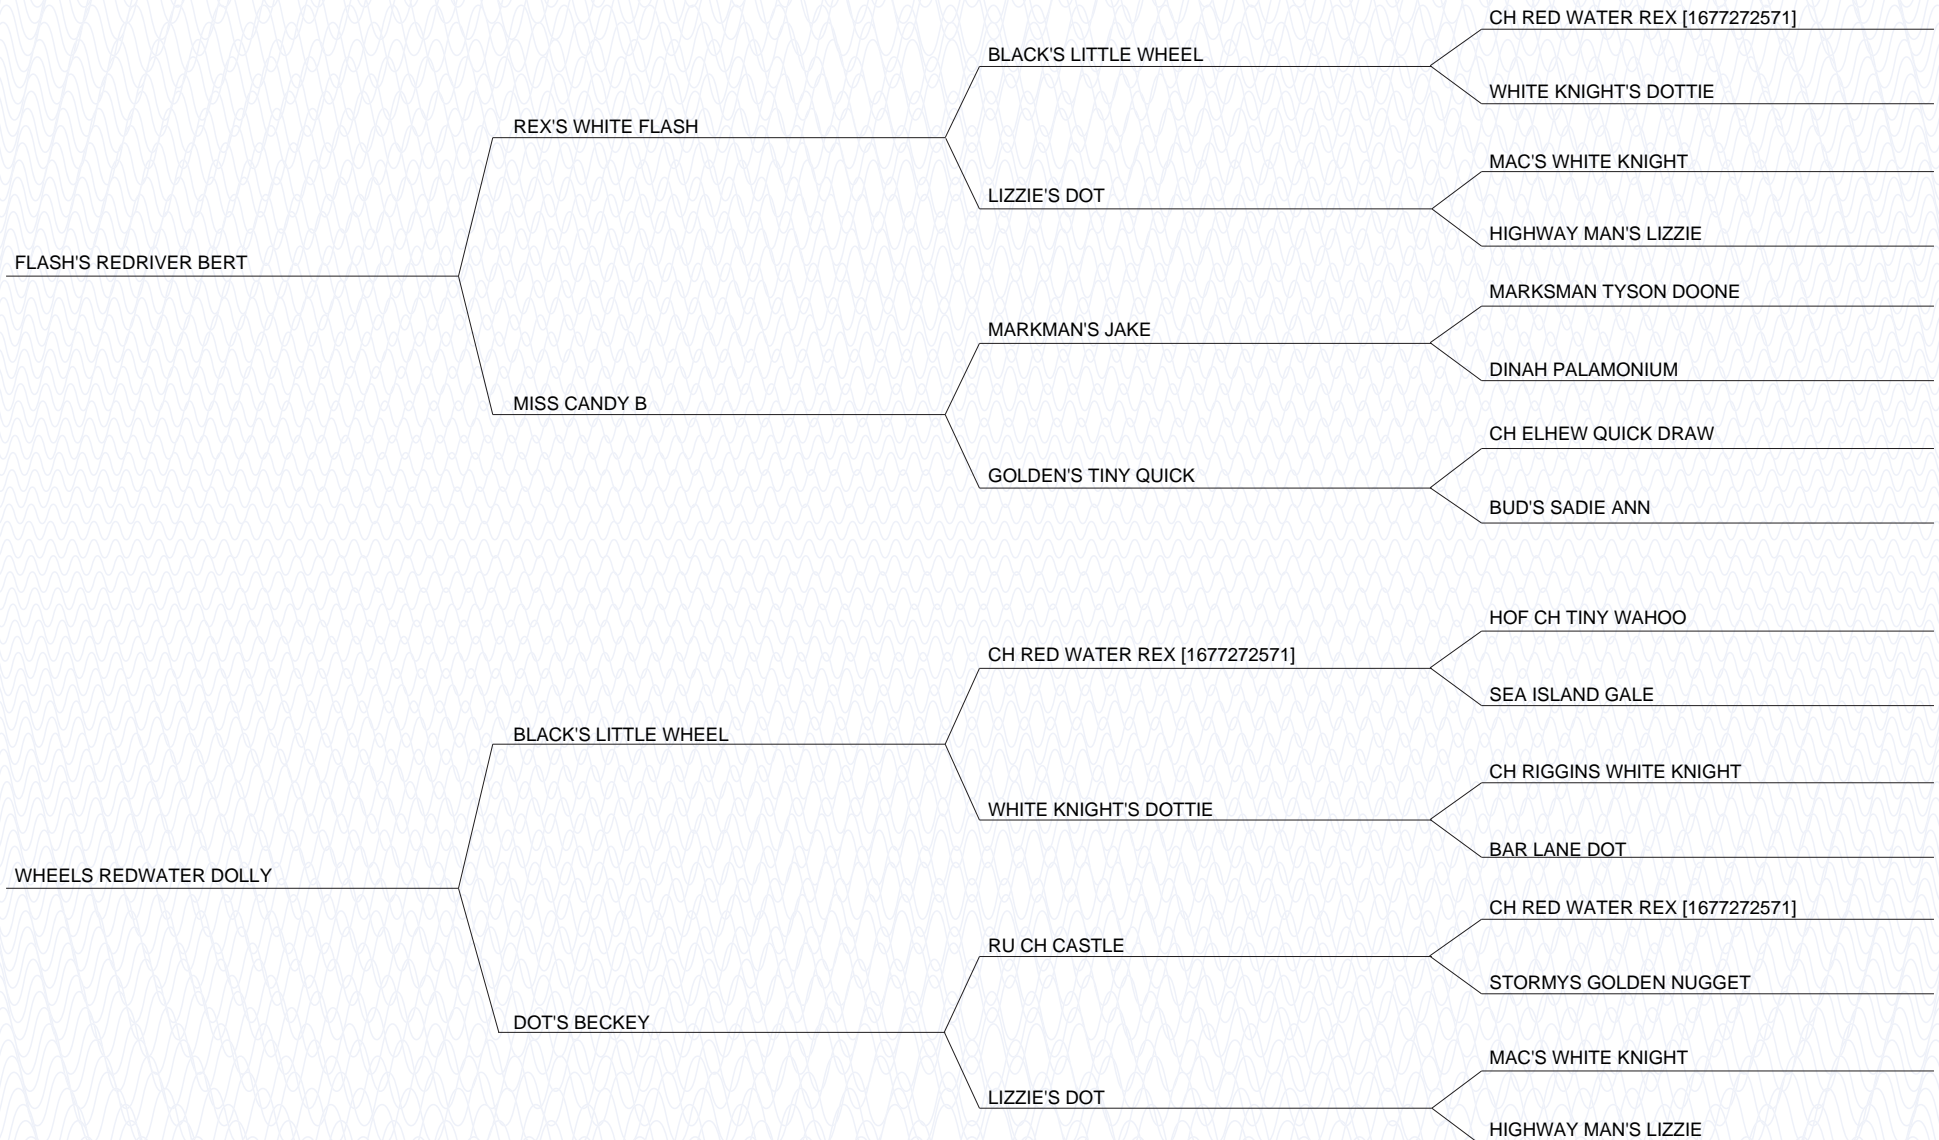 CH RED WATER REX [1677272571]
BLACK'S LITTLE WHEEL
WHITE KNIGHT'S DOTTIE
REX'S WHITE FLASH
MAC'S WHITE KNIGHT
LIZZIE'S DOT
HIGHWAY MAN'S LIZZIE
FLASH'S REDRIVER BERT
MARKSMAN TYSON DOONE
MARKMAN'S JAKE
DINAH PALAMONIUM
MISS CANDY B
CH ELHEW QUICK DRAW
GOLDEN'S TINY QUICK
BUD'S SADIE ANN
HOF CH TINY WAHOO
CH RED WATER REX [1677272571]
SEA ISLAND GALE
BLACK'S LITTLE WHEEL
CH RIGGINS WHITE KNIGHT
WHITE KNIGHT'S DOTTIE
BAR LANE DOT
WHEELS REDWATER DOLLY
CH RED WATER REX [1677272571]
RU CH CASTLE
STORMYS GOLDEN NUGGET
DOT'S BECKEY
MAC'S WHITE KNIGHT
LIZZIE'S DOT
HIGHWAY MAN'S LIZZIE